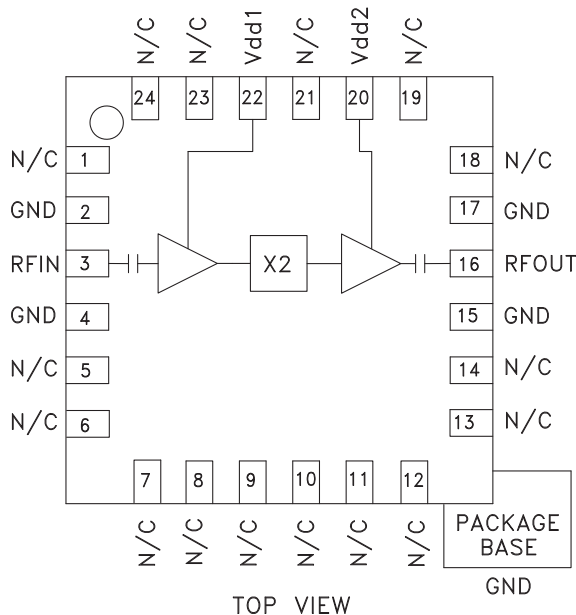 N/C N/C Vdd1 N/C Vdd2 N/C
24 23 22 21 20 19
N/C 1 18 N/C
GND 2 17 GND
RFIN 3 X2 16 RFOUT
GND 4 15 GND
N/C 5 14 N/C
N/C 6 13 N/C
7 8 9 10 11 12
N/C N/C N/C N/C N/C N/C
PACKAGE
BASE
GND
TOP VIEW